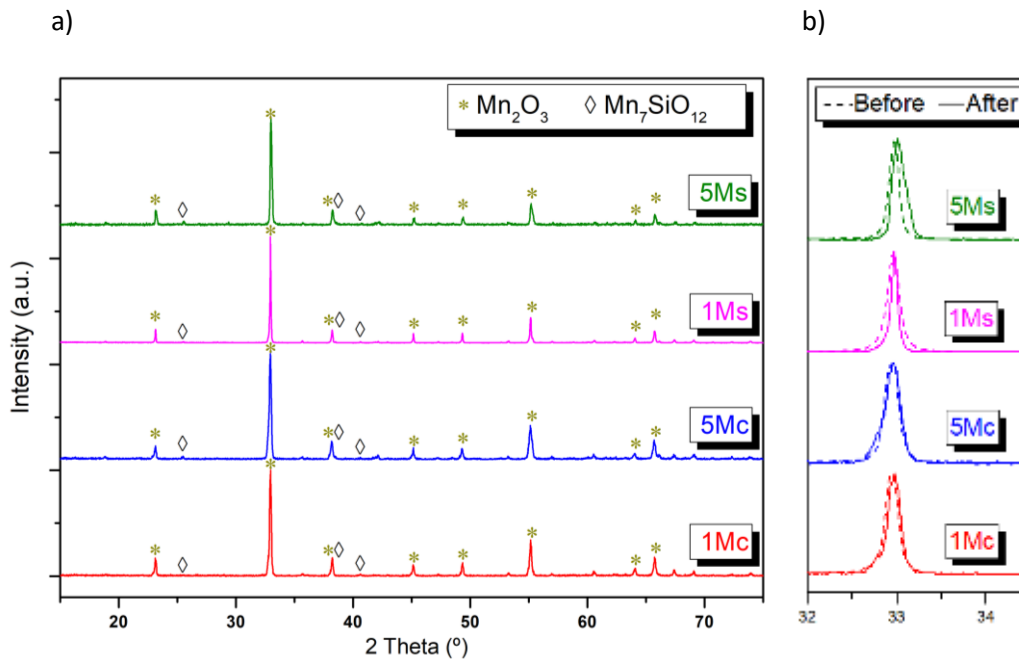 a)
b)
* Mn₂O₃ ◊ Mn₇SiO₁₂
Before After
5Ms
1Ms
5Mc
1Mc
5Ms
1Ms
5Mc
1Mc
Intensity (a.u.)
20 30 40 50 60 70
2 Theta (º)
32 33 34